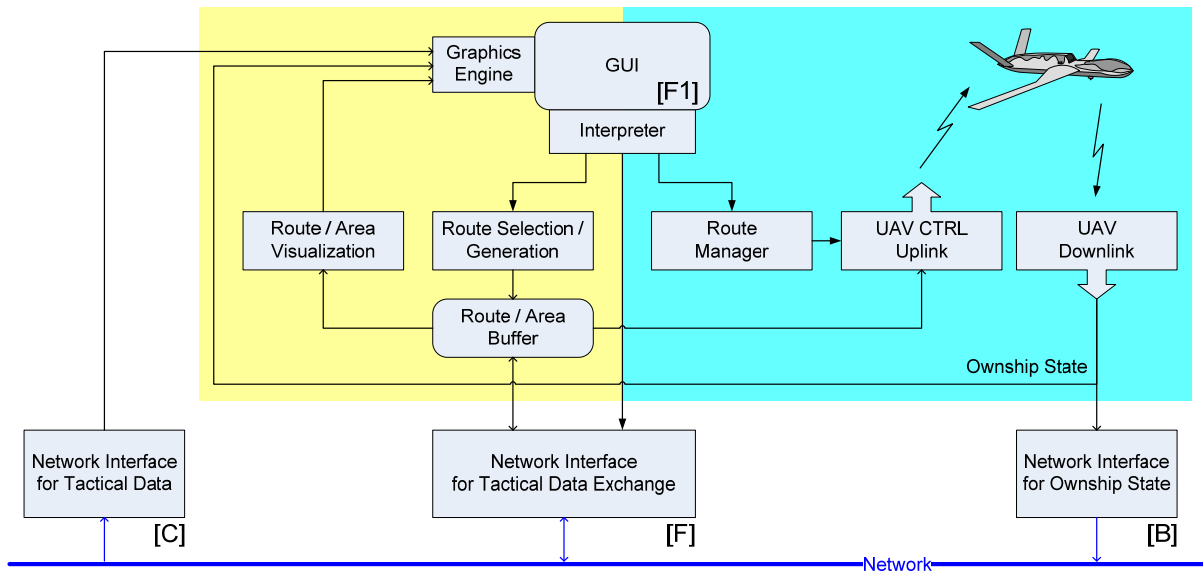 Graphics
Engine
GUI
[F1]
Interpreter
Route / Area
Visualization
Route Selection /
Generation
Route
Manager
UAV CTRL
Uplink
UAV
Downlink
Route / Area
Buffer
Ownship State
Network Interface
for Tactical Data
[C]
Network Interface
for Tactical Data Exchange
[F]
Network Interface
for Ownship State
[B]
Network